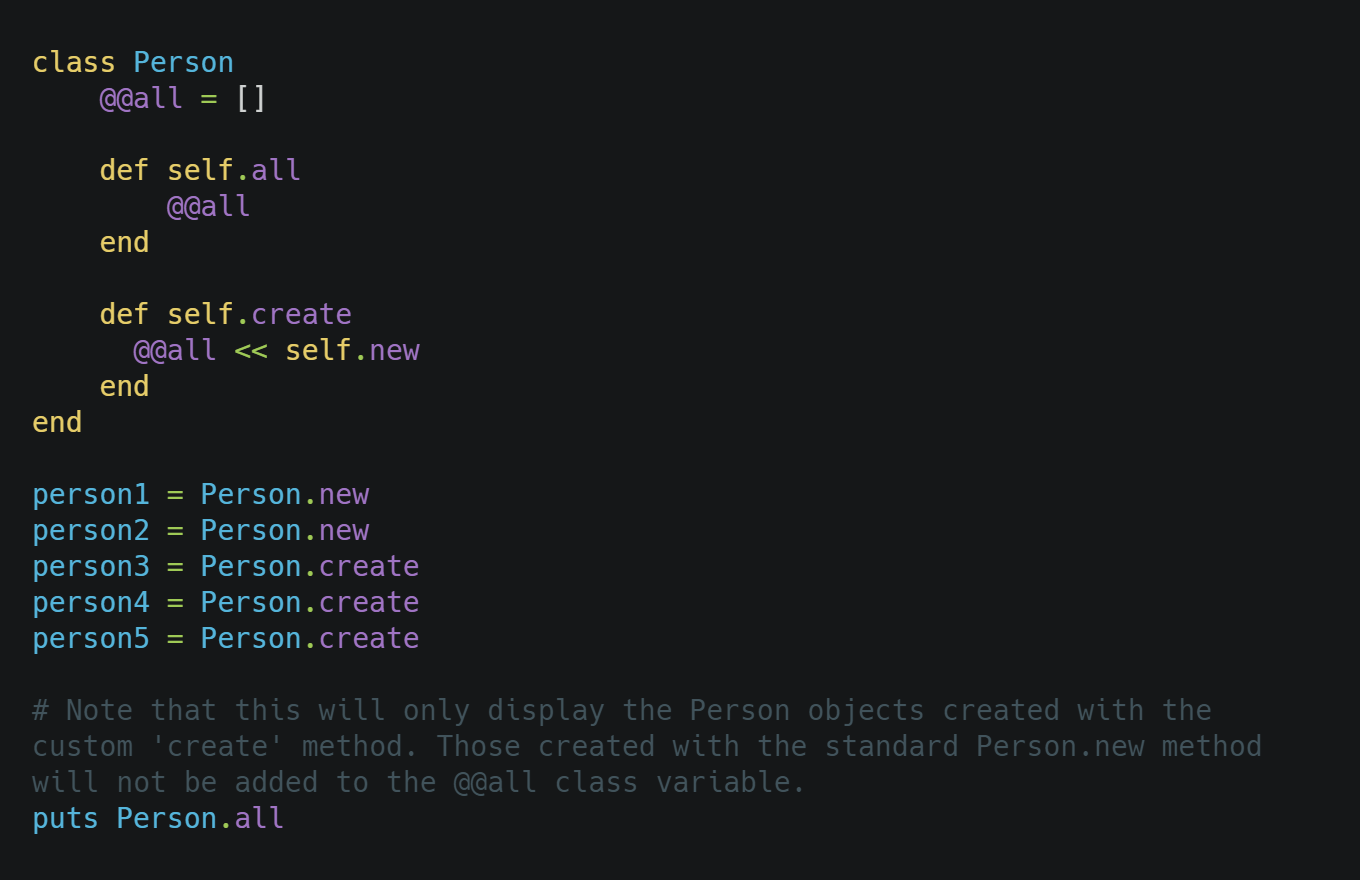 class Person
    @@all = []

    def self.all
        @@all
    end

    def self.create
      @@all << self.new
    end
end

person1 = Person.new
person2 = Person.new
person3 = Person.create
person4 = Person.create
person5 = Person.create

# Note that this will only display the Person objects created with the
custom 'create' method. Those created with the standard Person.new method
will not be added to the @@all class variable.
puts Person.all